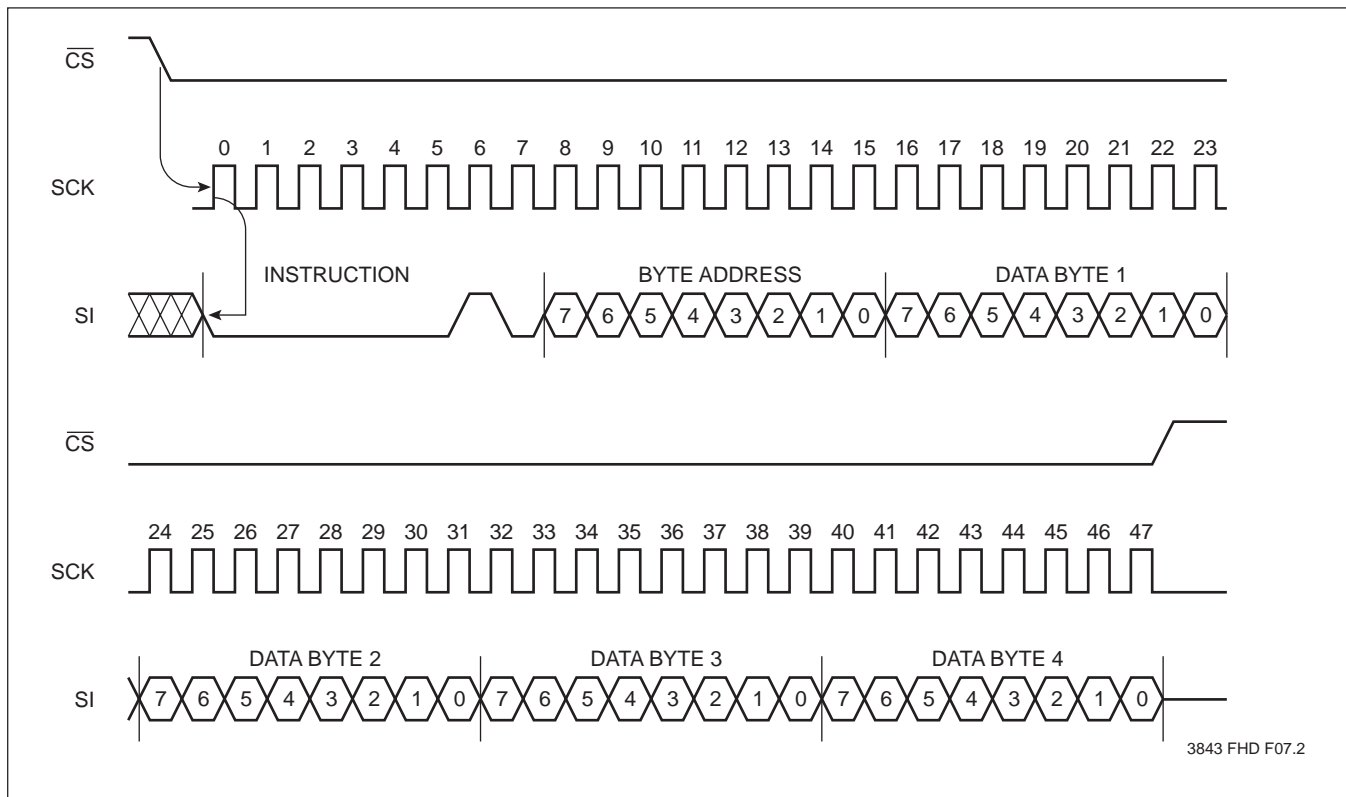 CS
0 1 2 3 4 5 6 7 8 9 10 11 12 13 14 15 16 17 18 19 20 21 22 23
SCK
INSTRUCTION BYTE ADDRESS DATA BYTE 1
SI 7 6 5 4 3 2 1 0 7 6 5 4 3 2 1 0
CS
24 25 26 27 28 29 30 31 32 33 34 35 36 37 38 39 40 41 42 43 44 45 46 47
SCK
DATA BYTE 2 DATA BYTE 3 DATA BYTE 4
SI 7 6 5 4 3 2 1 0 7 6 5 4 3 2 1 0 7 6 5 4 3 2 1 0
3843 FHD F07.2